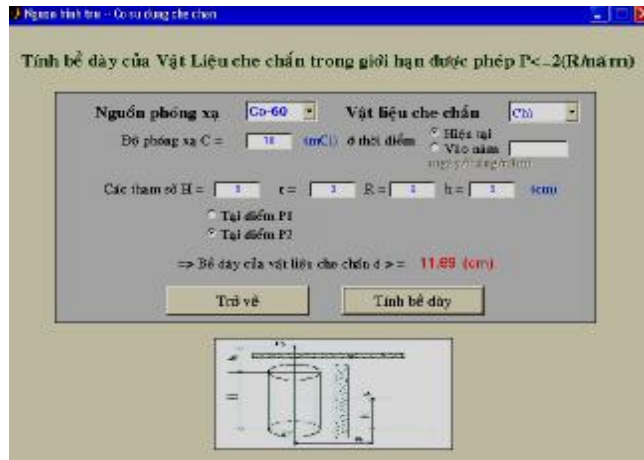 Nguon hinh tru -- Co su dung che chan
Tính bề dày của Vật Liệu che chắn trong giới hạn được phép P<=2(R/năm)
Nguồn phóng xạ Co-60 Vật liệu che chắn Chì
Độ phóng xạ C = 10 (mCi) ở thời điểm Hiện tại
Vào năm
Các tham số H = r = R = h = (cm)
Tại điểm P1
Tại điểm P2
=> Bề dày của vật liệu che chắn d >= 11.69 (cm)
Trở về Tính bề dày